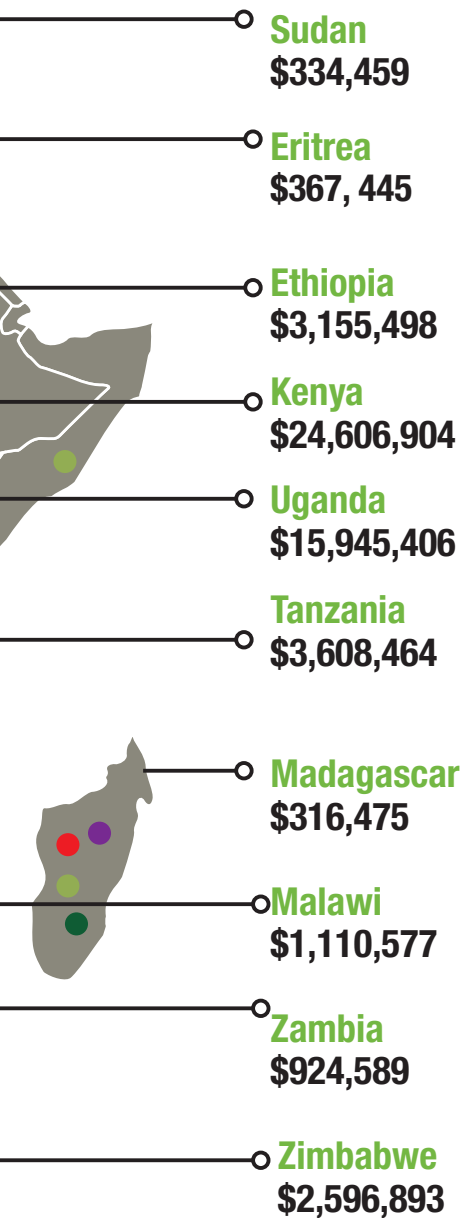 Sudan
$334,459
Eritrea
$367, 445
Ethiopia
$3,155,498
Kenya
$24,606,904
Uganda
$15,945,406
Tanzania
$3,608,464
Madagascar
$316,475
Malawi
$1,110,577
Zambia
$924,589
Zimbabwe
$2,596,893